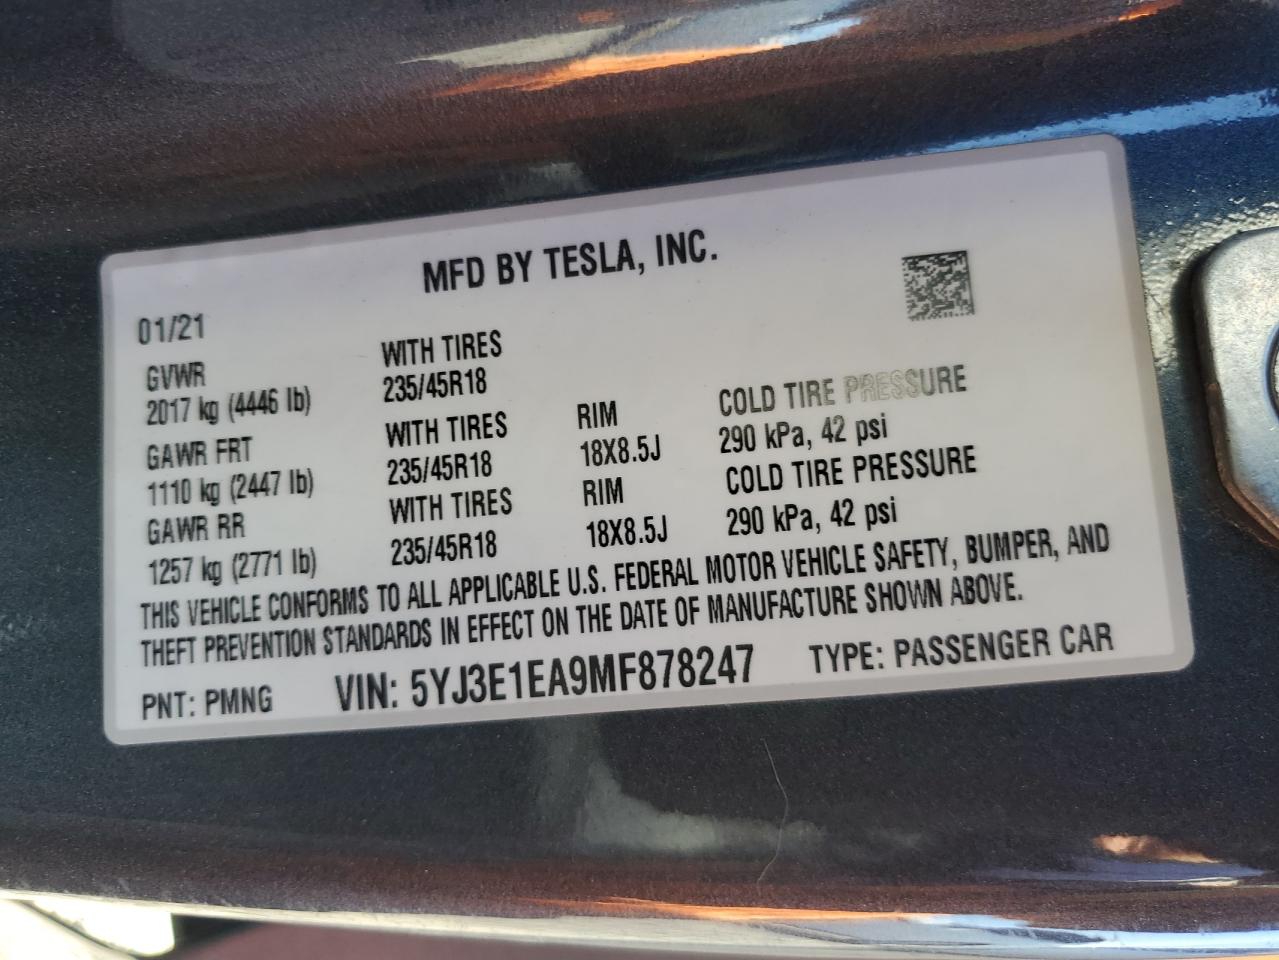 MFD BY TESLA, INC.
01/21
GVWR
2017 kg (4446 lb)
WITH TIRES
235/45R18
GAWR FRT
1110 kg (2447 lb)
WITH TIRES
235/45R18
RIM
18X8.5J
COLD TIRE PRESSURE
290 kPa, 42 psi
GAWR RR
1257 kg (2771 lb)
WITH TIRES
235/45R18
RIM
18X8.5J
COLD TIRE PRESSURE
290 kPa, 42 psi
THIS VEHICLE CONFORMS TO ALL APPLICABLE U.S. FEDERAL MOTOR VEHICLE SAFETY, BUMPER, AND
THEFT PREVENTION STANDARDS IN EFFECT ON THE DATE OF MANUFACTURE SHOWN ABOVE.
PNT: PMNG VIN: 5YJ3E1EA9MF878247 TYPE: PASSENGER CAR